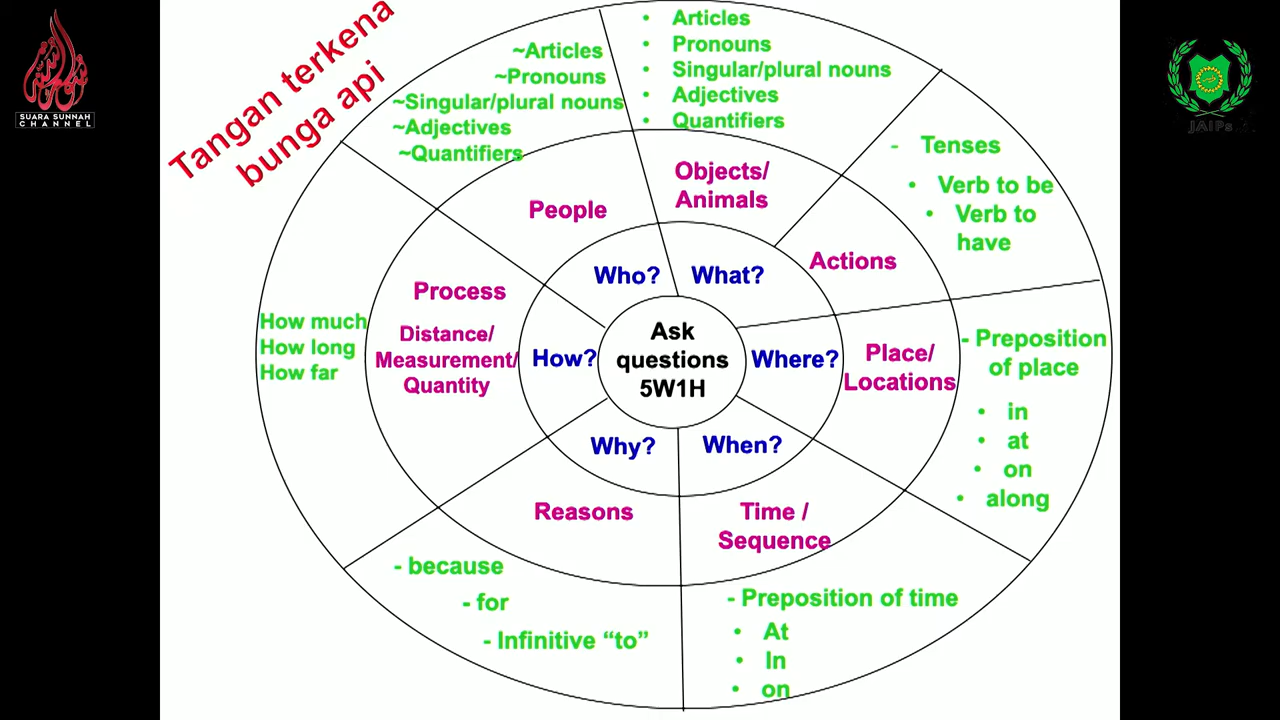 Tangan terkena
bunga api
SUARA SUNNAH
CHANNEL
JAIPs
~Articles
~Pronouns
~Singular/plural nouns
~Adjectives
~Quantifiers
• Articles
• Pronouns
• Singular/plural nouns
• Adjectives
• Quantifiers
- Tenses
• Verb to be
• Verb to
have
People
Objects/
Animals
Actions
Who?
What?
Process
Distance/
Measurement/
Quantity
How much
How long
How far
How?
Ask
questions
5W1H
Where?
Place/
Locations
- Preposition
of place
• in
• at
• on
• along
Why?
When?
Reasons
Time /
Sequence
- because
- for
- Infinitive “to”
- Preposition of time
• At
• In
• on